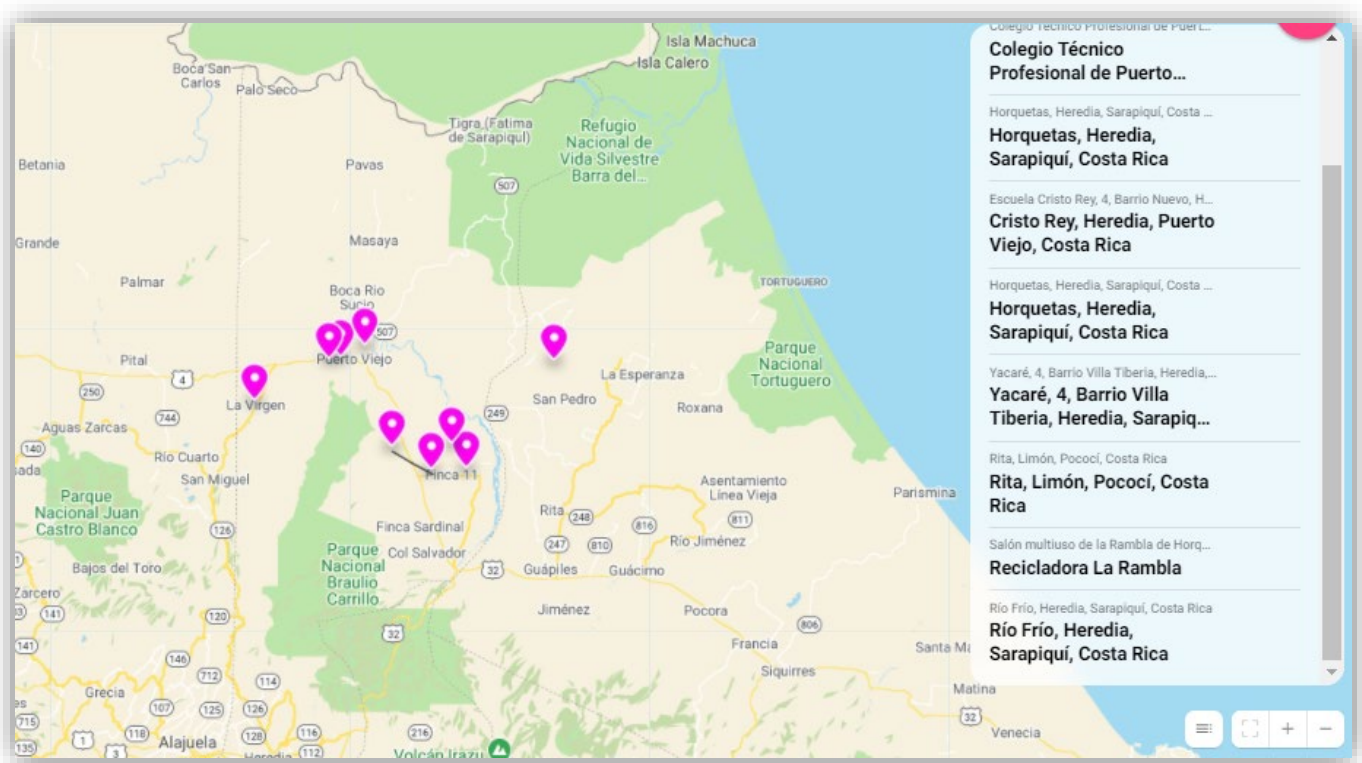 Isla Machuca
Isla Calero
Boca San
Carlos
Palo Seco
Tigra (Fatima
de Sarapiquí)
Refugio
Nacional de
Vida Silvestre
Barra del...
Betania
Pavas
507
Grande
Masaya
Palmar
Boca Rio
Sucio
TORTUGUERO
507
Puerto Viejo
Pital
4
250
La Virgen
744
Aguas Zarcas
La Esperanza
San Pedro
Roxana
249
Parque
Nacional
Tortuguero
140
Río Cuarto
San Miguel
Finca 11
Parque
Nacional Juan
Castro Blanco
126
Asentamiento
Línea Vieja
Parismina
Rita
248
816
811
Finca Sardinal
Col Salvador
247
810
Río Jiménez
Parque
Nacional
Braulio
Carrillo
32
Guápiles
Guácimo
Bajos del Toro
Zarcero
141
120
Jiménez
Pocora
806
32
141
146
Francia
Santa Ma
712
114
Siquirres
Grecia
107
125
126
Matina
715
1
118
3
Alajuela
128
116
216
32
Venecia
135
Heredia
112
Volcán Irazú
Colegio Técnico Profesional de Puert...
Colegio Técnico
Profesional de Puerto...
Horquetas, Heredia, Sarapiquí, Costa ...
Horquetas, Heredia,
Sarapiquí, Costa Rica
Escuela Cristo Rey, 4, Barrio Nuevo, H...
Cristo Rey, Heredia, Puerto
Viejo, Costa Rica
Horquetas, Heredia, Sarapiquí, Costa ...
Horquetas, Heredia,
Sarapiquí, Costa Rica
Yacaré, 4, Barrio Villa Tiberia, Heredia,...
Yacaré, 4, Barrio Villa
Tiberia, Heredia, Sarapiq...
Rita, Limón, Pococí, Costa Rica
Rita, Limón, Pococí, Costa
Rica
Salón multiuso de la Rambla de Horq...
Recicladora La Rambla
Río Frío, Heredia, Sarapiquí, Costa Rica
Río Frío, Heredia,
Sarapiquí, Costa Rica